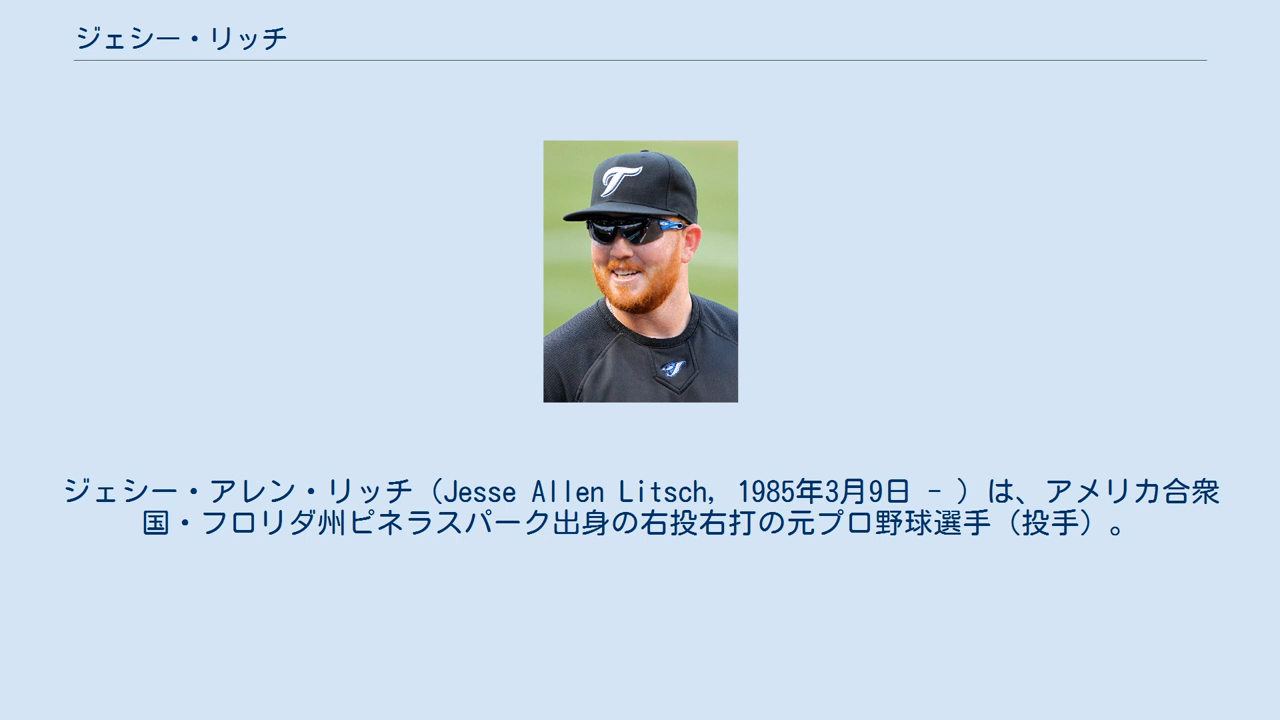 ジェシー・リッチ
T
ジェシー・アレン・リッチ（Jesse Allen Litsch, 1985年3月9日 - ）は、アメリカ合衆
国・フロリダ州ピネラスパーク出身の右投右打の元プロ野球選手（投手）。